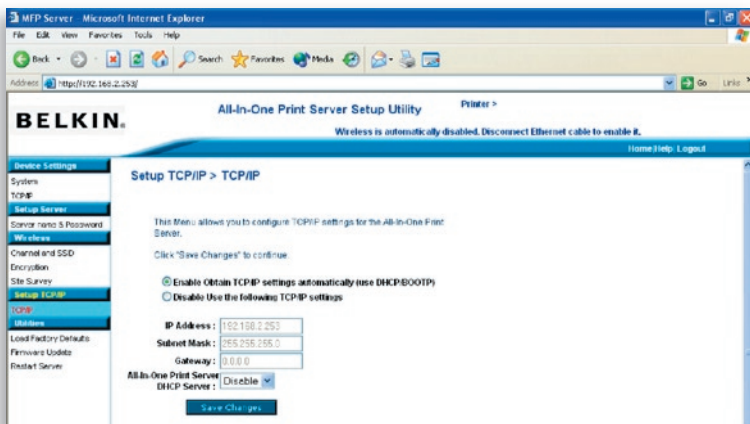 MFP Server - Microsoft Internet Explorer
File Edit View Favorites Tools Help
Back Search Favorites Media
Address http://192.168.2.253/ Go Links
BELKIN.
All-In-One Print Server Setup Utility
Printer >
Wireless is automatically disabled. Disconnect Ethernet cable to enable it.
Home|Help| Logout
Device Settings
System
TCP/IP
Setup Server
Server name & Password
Wireless
Channel and SSID
Encryption
Site Survey
Setup TCP/IP
TCP/IP
Utilities
Load Factory Defaults
Firmware Update
Restart Server
Setup TCP/IP > TCP/IP
This Menu allows you to configure TCP/IP settings for the All-In-One Print
Server.
Click "Save Changes" to continue.
Enable Obtain TCP/IP settings automatically (use DHCP/BOOTP)
Disable Use the following TCP/IP settings
IP Address : 192.168.2.253
Subnet Mask : 255.255.255.0
Gateway : 0.0.0.0
All-In-One Print Server
DHCP Server : Disable
Save Changes